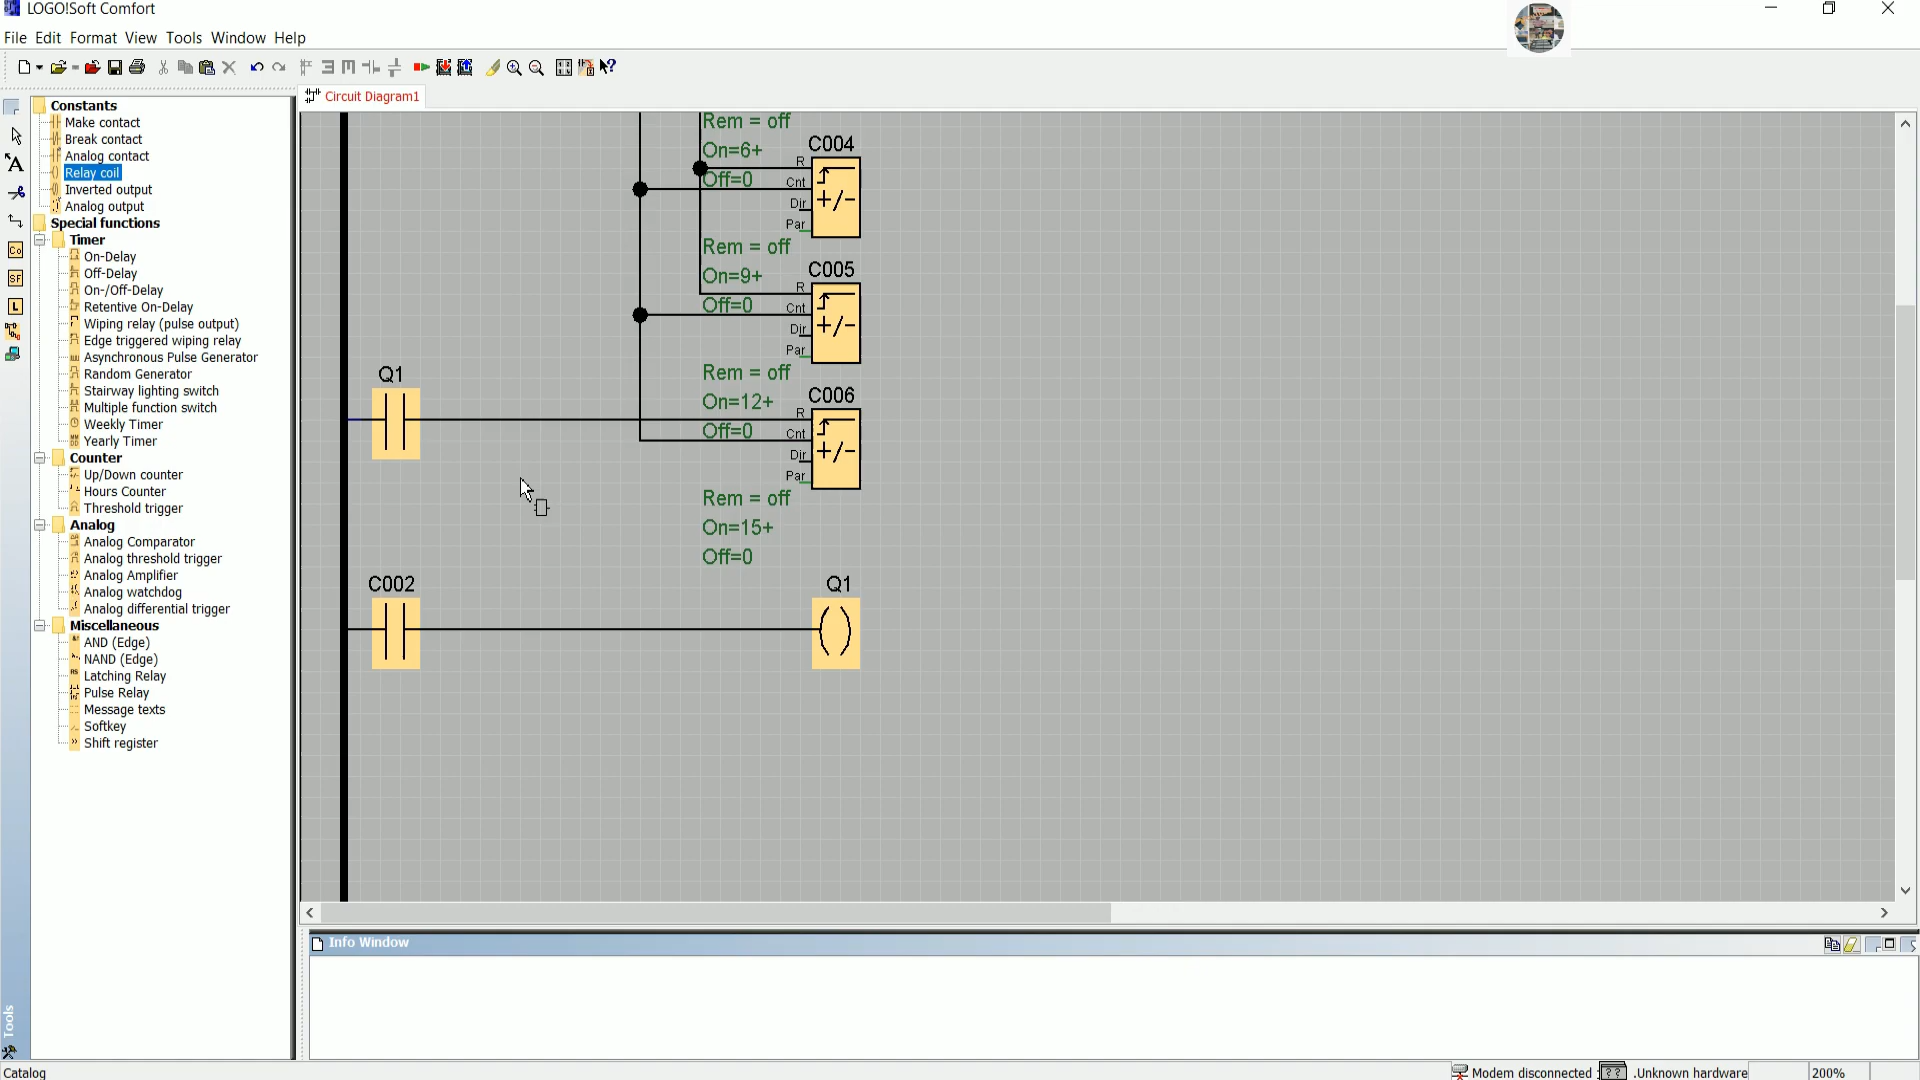 LOGO!Soft Comfort
File Edit Format View Tools Window Help
Circuit Diagram1
Constants
Make contact
Break contact
Analog contact
Relay coil
Inverted output
Analog output
Special functions
Timer
On-Delay
Off-Delay
On-/Off-Delay
Retentive On-Delay
Wiping relay (pulse output)
Edge triggered wiping relay
Asynchronous Pulse Generator
Random Generator
Stairway lighting switch
Multiple function switch
Weekly Timer
Yearly Timer
Counter
Up/Down counter
Hours Counter
Threshold trigger
Analog
Analog Comparator
Analog threshold trigger
Analog Amplifier
Analog watchdog
Analog differential trigger
Miscellaneous
AND (Edge)
NAND (Edge)
Latching Relay
Pulse Relay
Message texts
Softkey
Shift register
Co
SF
L
Tools
Rem = off
On=6+
Off=0
C004
R
Cnt
Dir
Par
+/-
Rem = off
On=9+
Off=0
C005
R
Cnt
Dir
Par
+/-
Q1
Rem = off
On=12+
Off=0
C006
R
Cnt
Dir
Par
+/-
Rem = off
On=15+
Off=0
C002
Q1
Info Window
Catalog
Modem disconnected
??
.Unknown hardware
200%